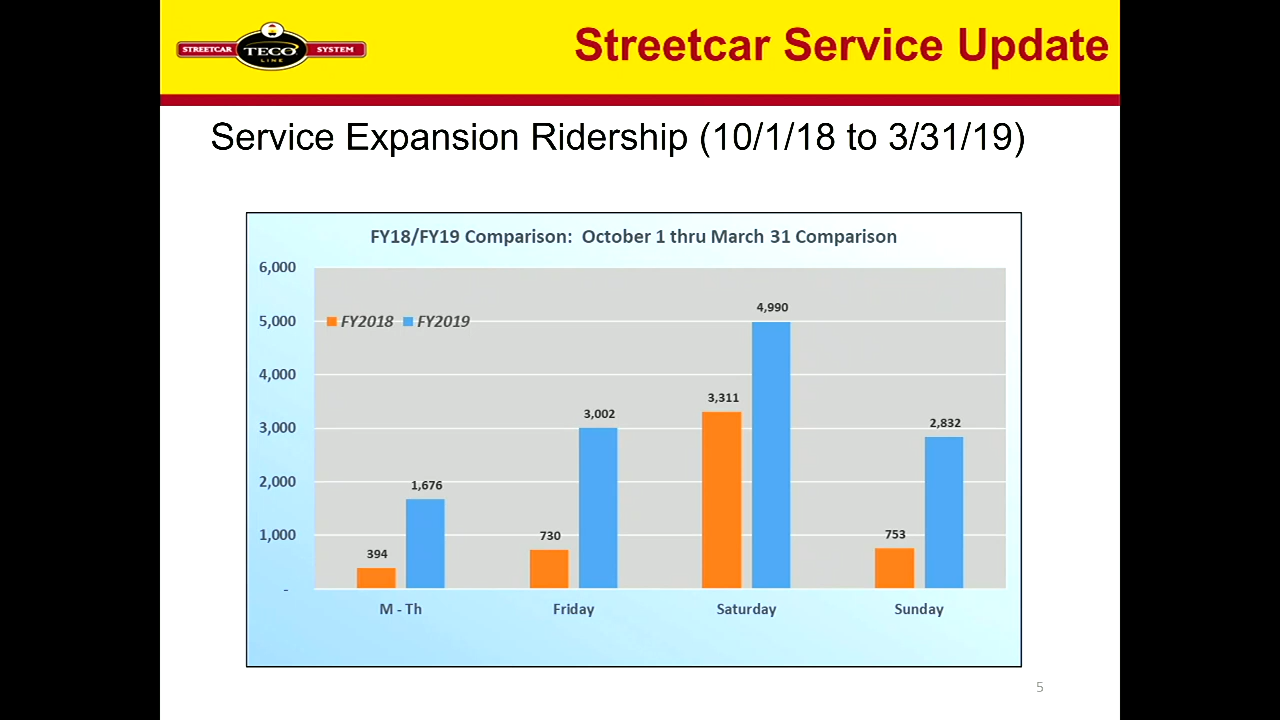 STREETCAR TECO SYSTEM
LINE
Streetcar Service Update
Service Expansion Ridership (10/1/18 to 3/31/19)
FY18/FY19 Comparison: October 1 thru March 31 Comparison
6,000
5,000
4,000
3,000
2,000
1,000
-
FY2018 FY2019
394
1,676
730
3,002
3,311
4,990
753
2,832
M - Th
Friday
Saturday
Sunday
5